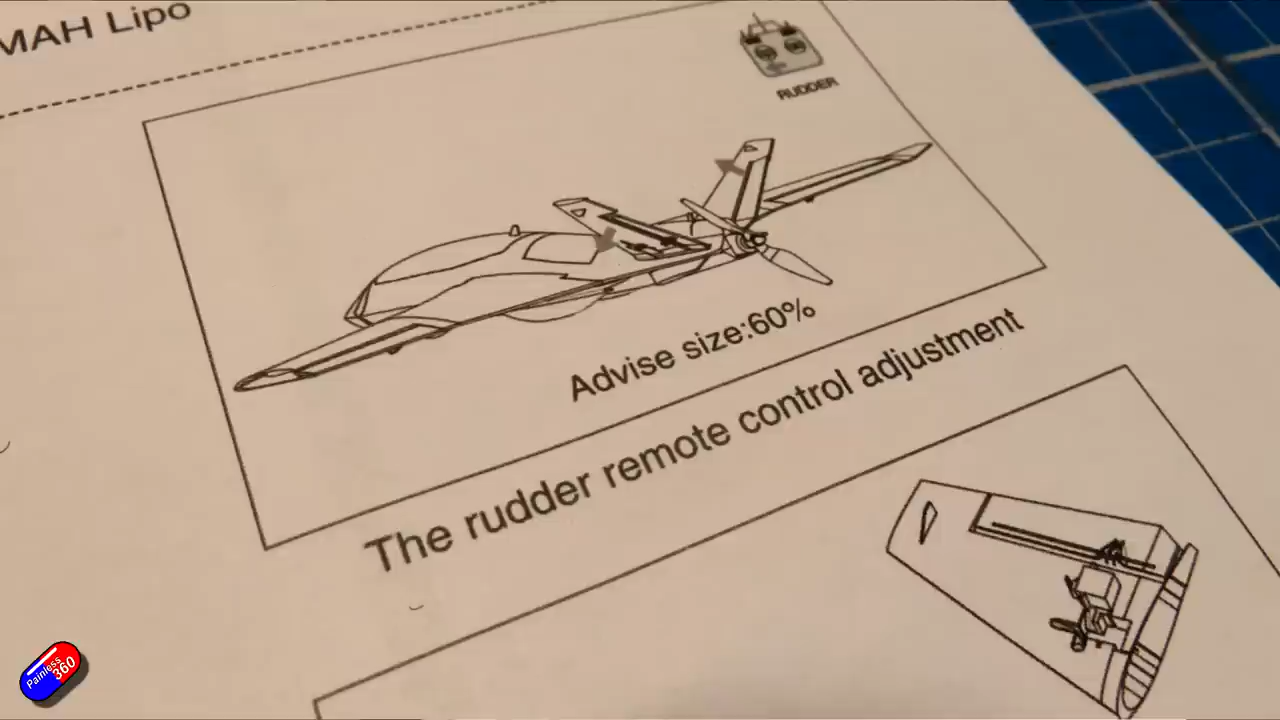 MAH Lipo
RUDDER
Advise size:60%
The rudder remote control adjustment
Painless
360